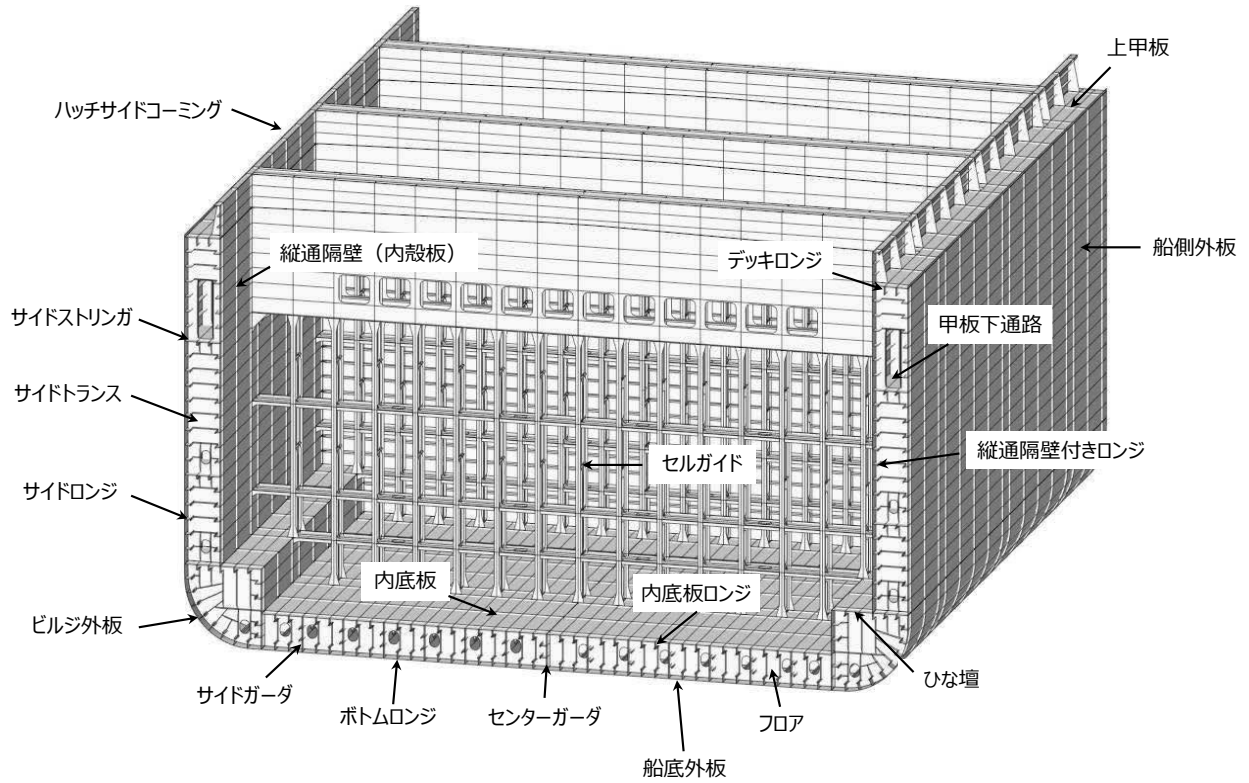 上甲板
ハッチサイドコーミング
縦通隔壁（内殻板）
デッキロンジ
船側外板
サイドストリンガ
甲板下通路
サイドトランス
セルガイド
縦通隔壁付きロンジ
サイドロンジ
内底板
内底板ロンジ
ビルジ外板
ひな壇
サイドガーダ
ボトムロンジ
センターガーダ
フロア
船底外板